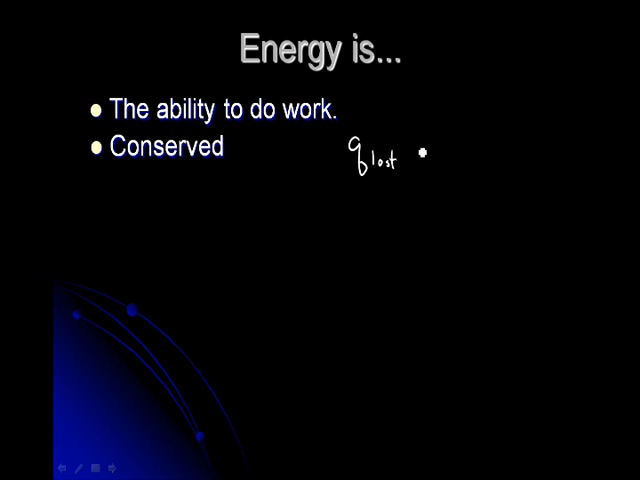 Energy is...
The ability to do work.
Conserved
q lost